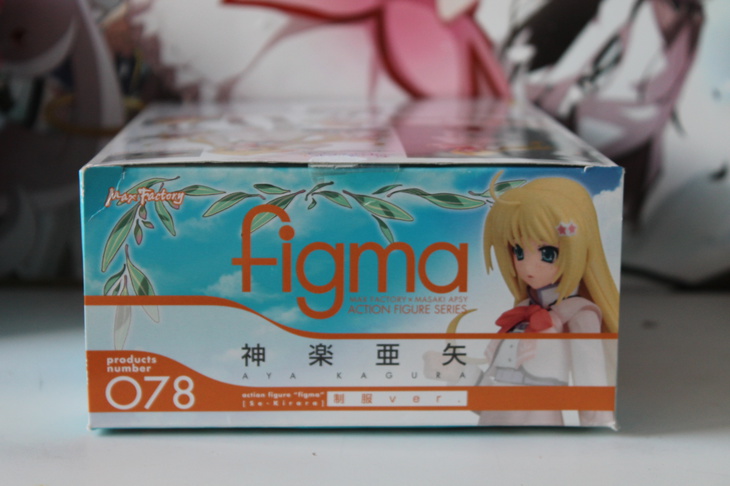 Max Factory
figma
MAX FACTORY+MASAKI APSY
ACTION FIGURE SERIES
神楽亜矢
AYA KAGURA
products
number
078
action figure "figma"
[Sa・Kirara] 制服ver.